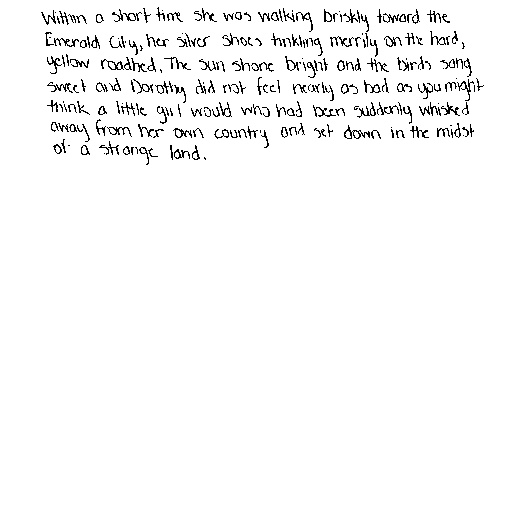 Within a short time she was walking briskly toward the
Emerald City, her silver shoes tinkling merrily on the hard,
yellow roadbed. The sun shone bright and the birds sang
sweet and Dorothy did not feel nearly as bad as you might
think a little girl would who had been suddenly whisked
away from her own country and set down in the midst
of a strange land.